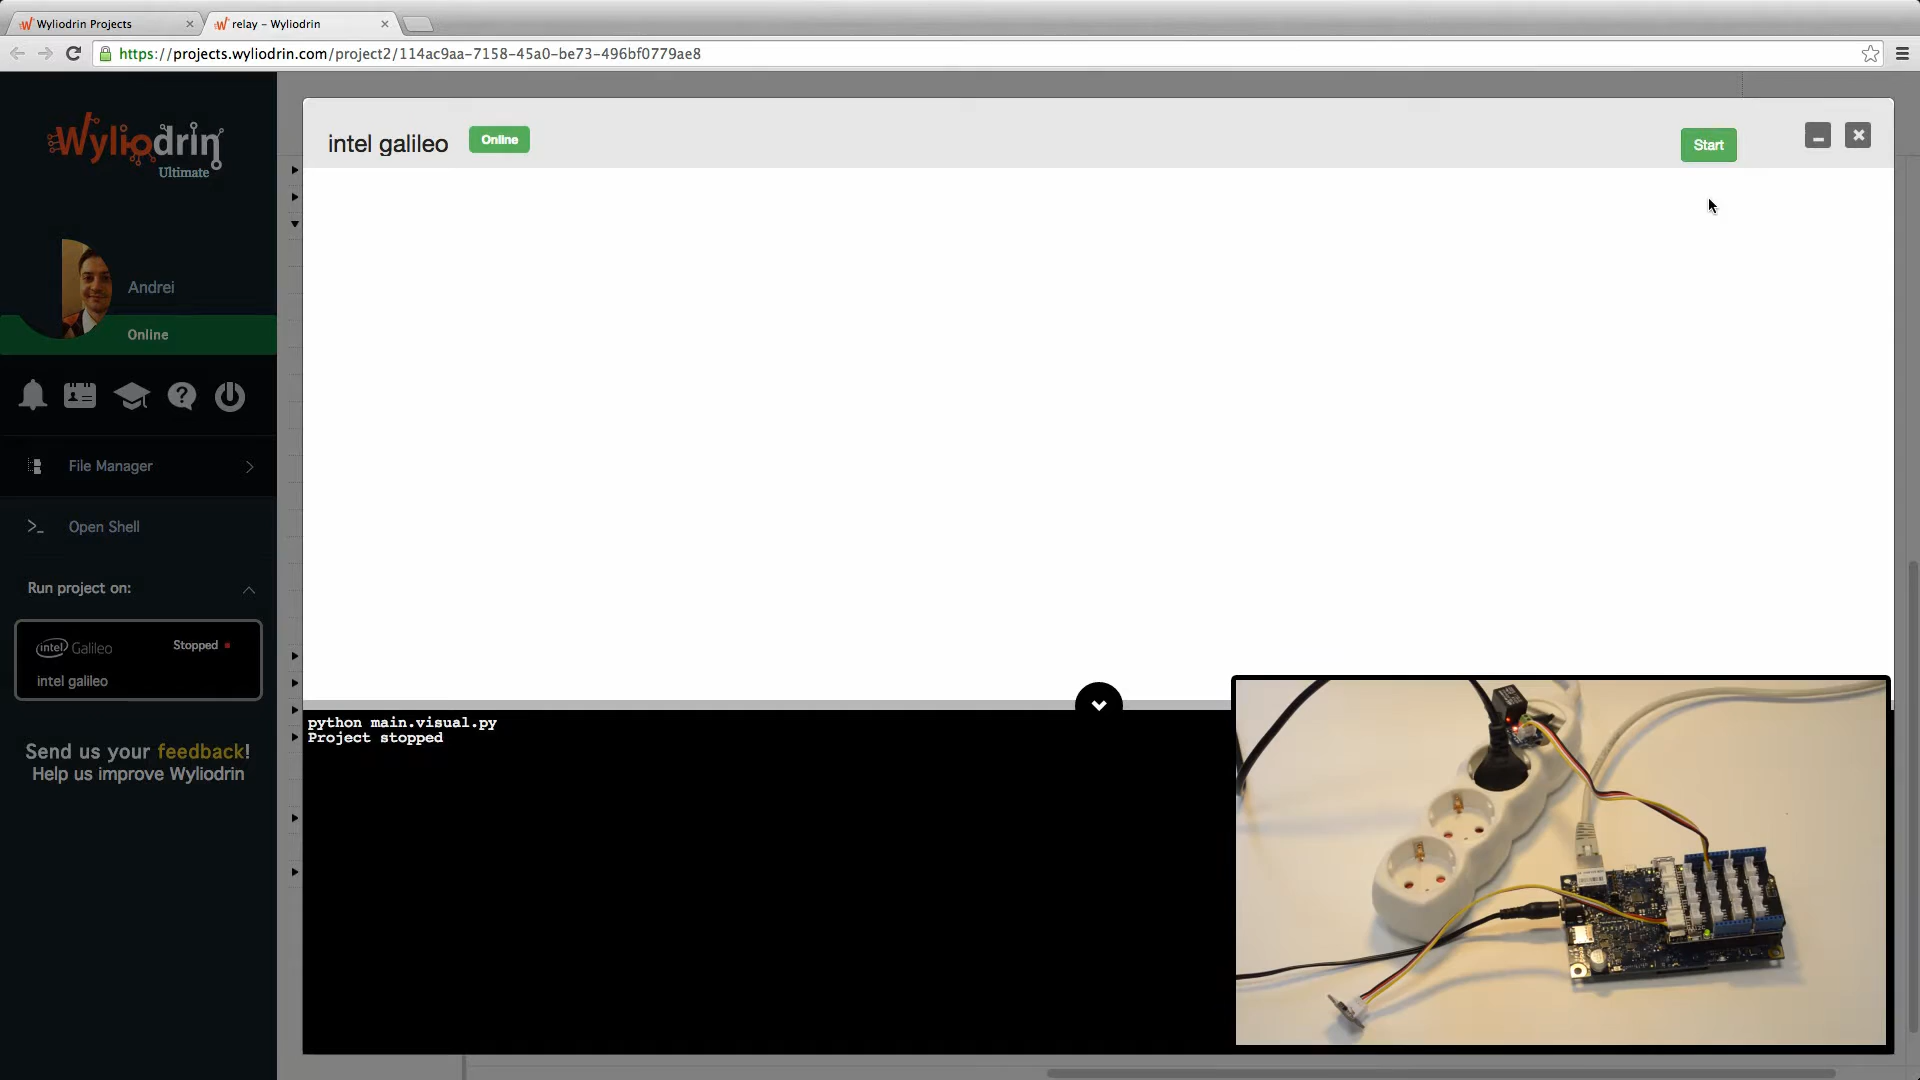 Wyliodrin Projects
relay – Wyliodrin
https://projects.wyliodrin.com/project2/114ac9aa-7158-45a0-be73-496bf0779ae8
Wyliodrin
Ultimate
Andrei
Online
File Manager
>_ Open Shell
Run project on:
intel Galileo
Stopped
intel galileo
Send us your feedback!
Help us improve Wyliodrin
intel galileo
Online
Start
python main.visual.py
Project stopped